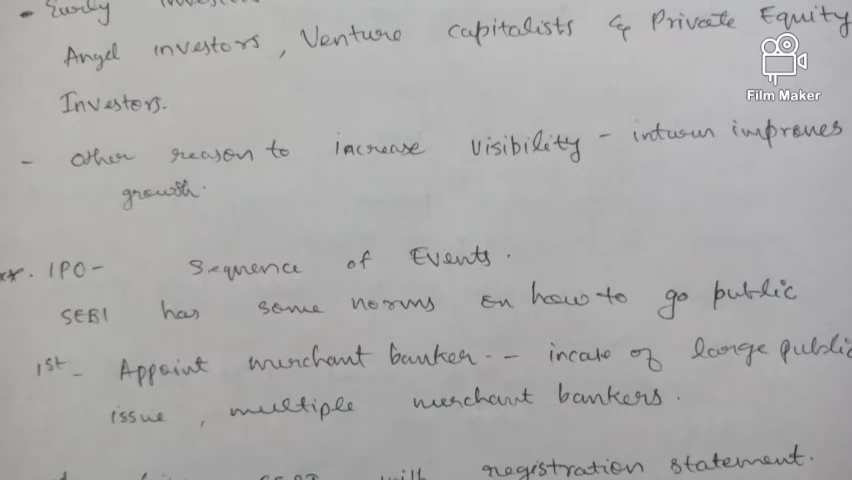 - Early
Angel investors, Venture capitalists & Private Equity
Film Maker
Investors.
- Other reason to increase visibility - inturn improves
growth.
**. IPO- Sequence of Events.
SEBI has some norms on how to go public
1st - Appoint merchant banker - - incase of large public
issue, multiple merchant bankers.
registration statement.